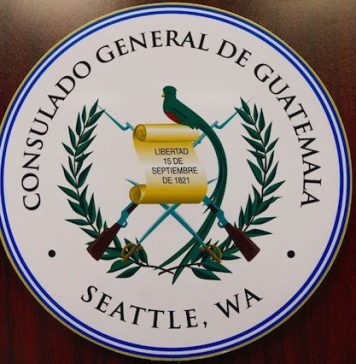 CONSULADO GENERAL DE GUATEMALA
LIBERTAD
15 DE
SEPTIEMBRE
DE 1821
SEATTLE, WA